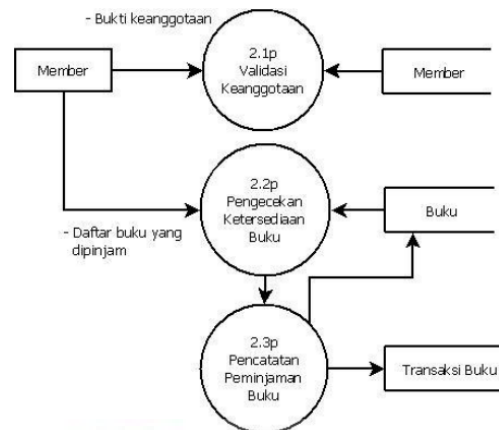 - Bukti keanggotaan
Member
2.1p
Validasi
Keanggotaan
Member
2.2p
Pengecekan
Ketersediaan
Buku
Buku
- Daftar buku yang
dipinjam
2.3p
Pencatatan
Peminjaman
Buku
Transaksi Buku